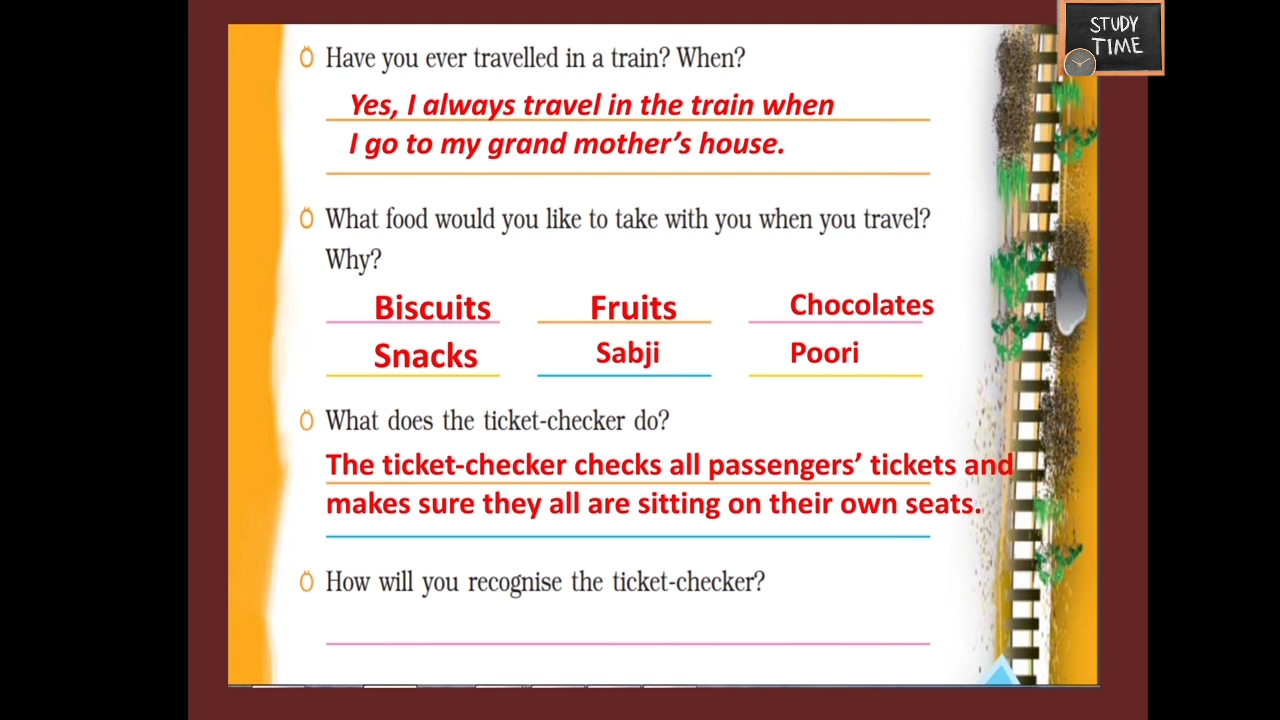 STUDY
TIME
Have you ever travelled in a train? When?
Yes, I always travel in the train when
I go to my grand mother’s house.
What food would you like to take with you when you travel?
Why?
Biscuits Fruits Chocolates
Snacks Sabji Poori
What does the ticket-checker do?
The ticket-checker checks all passengers’ tickets and
makes sure they all are sitting on their own seats.
How will you recognise the ticket-checker?